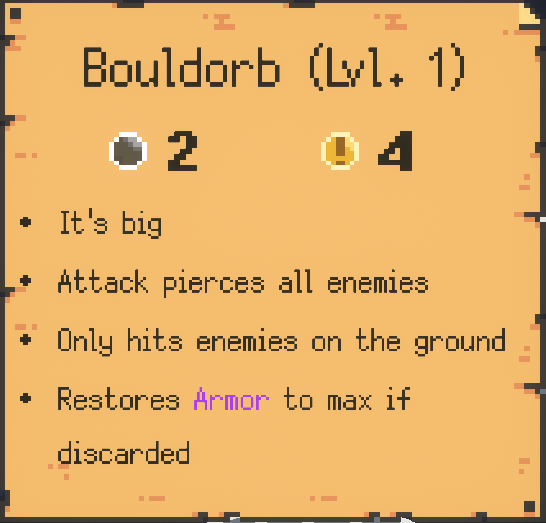 Bouldorb (Lvl. 1)
2 4
• It's big
• Attack pierces all enemies
• Only hits enemies on the ground
• Restores Armor to max if
discarded